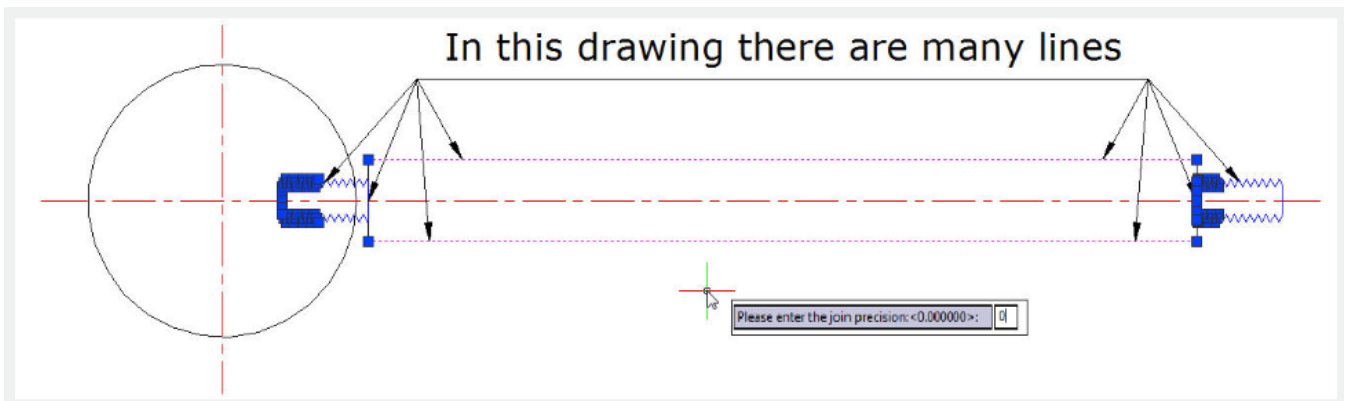 In this drawing there are many lines
Please enter the join precision:<0.000000>: 0